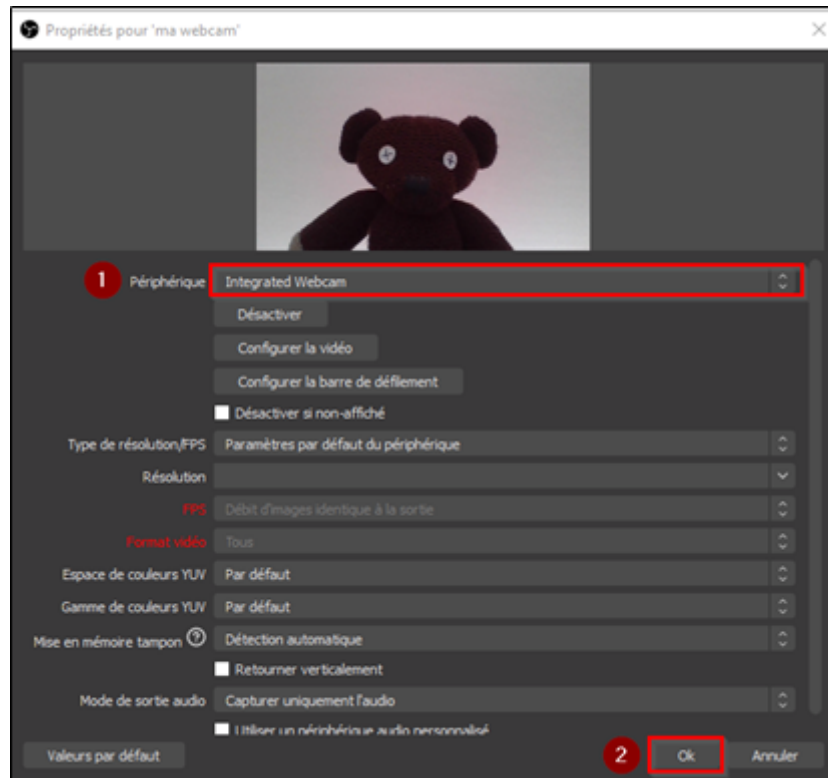 Propriétés pour 'ma webcam'
1 Périphérique Integrated Webcam
Désactiver
Configurer la vidéo
Configurer la barre de défilement
Désactiver si non-affiché
Type de résolution/FPS Paramètres par défaut du périphérique
Résolution
FPS Débit d'images identique à la sortie
Format vidéo Tous
Espace de couleurs YUV Par défaut
Gamme de couleurs YUV Par défaut
Mise en mémoire tampon ? Détection automatique
Retourner verticalement
Mode de sortie audio Capturer uniquement l'audio
Utiliser un périphérique audio personnalisé
Valeurs par défaut 2 Ok Annuler